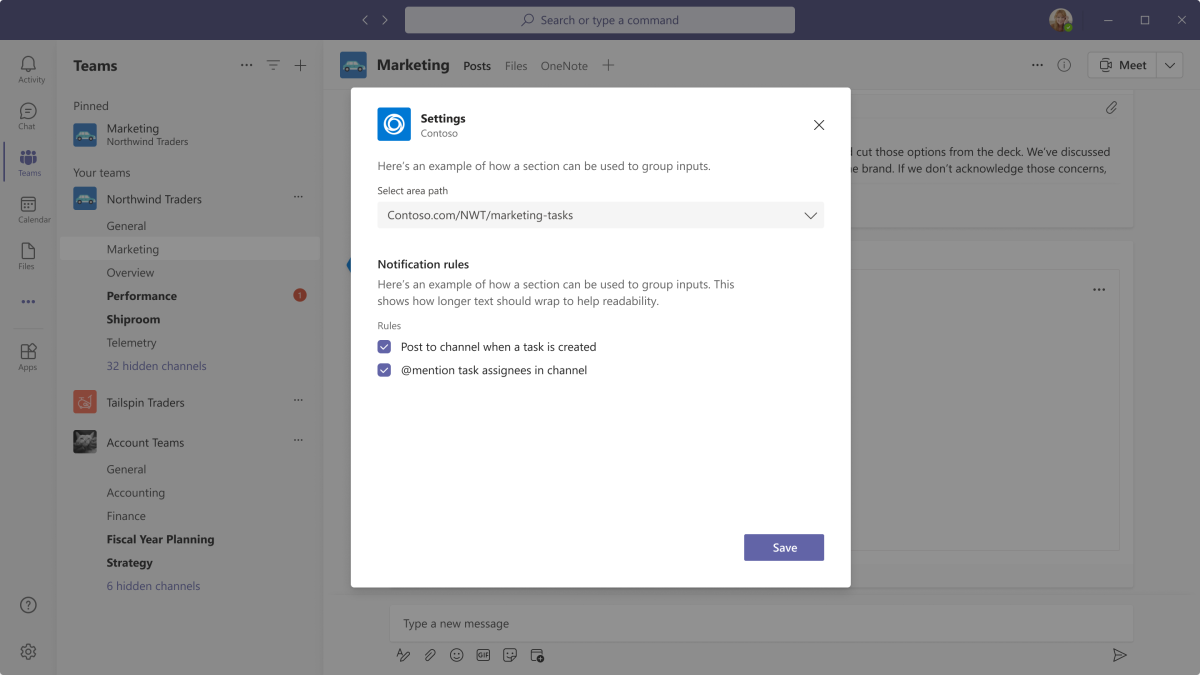 Search or type a command
Activity
Chat
Teams
Calendar
Files
Apps
Teams
Pinned
Marketing
Northwind Traders
Your teams
Northwind Traders
General
Marketing
Overview
Performance
1
Shiproom
Telemetry
32 hidden channels
Tailspin Traders
Account Teams
General
Accounting
Finance
Fiscal Year Planning
Strategy
6 hidden channels
Marketing Posts Files OneNote
Meet
cut those options from the deck. We've discussed
brand. If we don't acknowledge those concerns,
Settings
Contoso
Here's an example of how a section can be used to group inputs.
Select area path
Contoso.com/NWT/marketing-tasks
Notification rules
Here's an example of how a section can be used to group inputs. This
shows how longer text should wrap to help readability.
Rules
Post to channel when a task is created
@mention task assignees in channel
Save
Type a new message
GIF